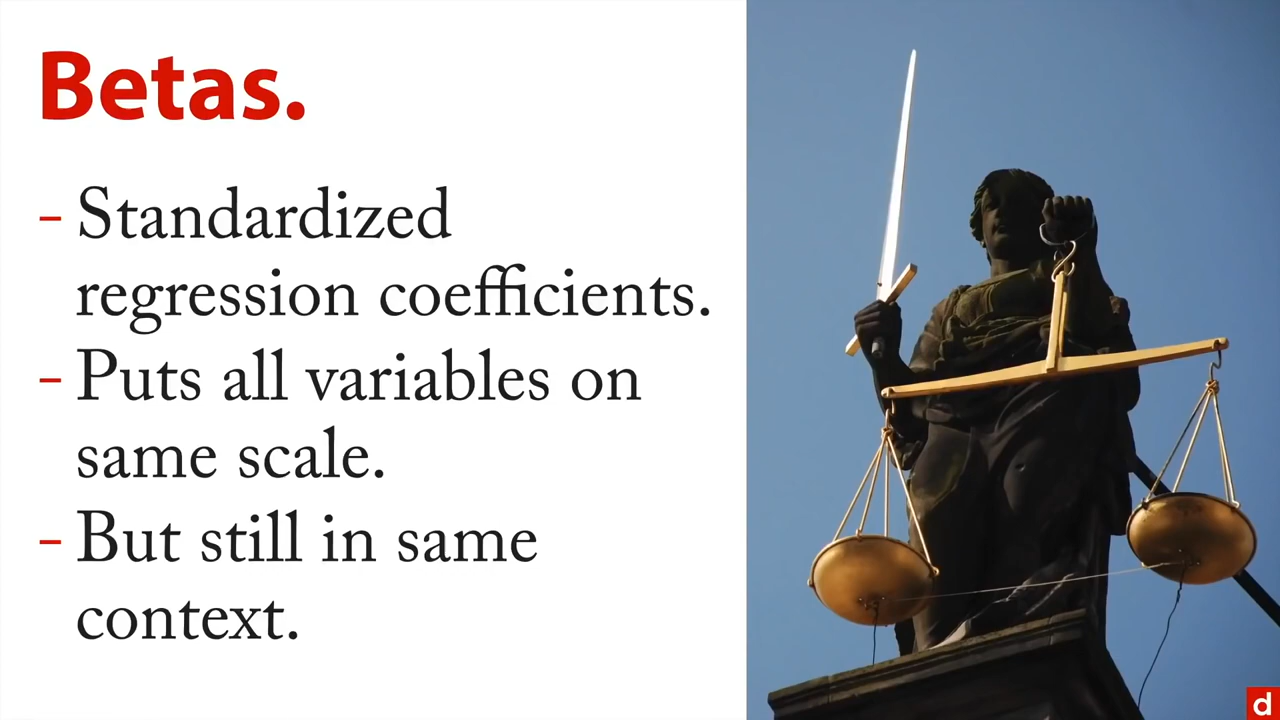 Betas.
- Standardized
regression coefficients.
- Puts all variables on
same scale.
- But still in same
context.
d